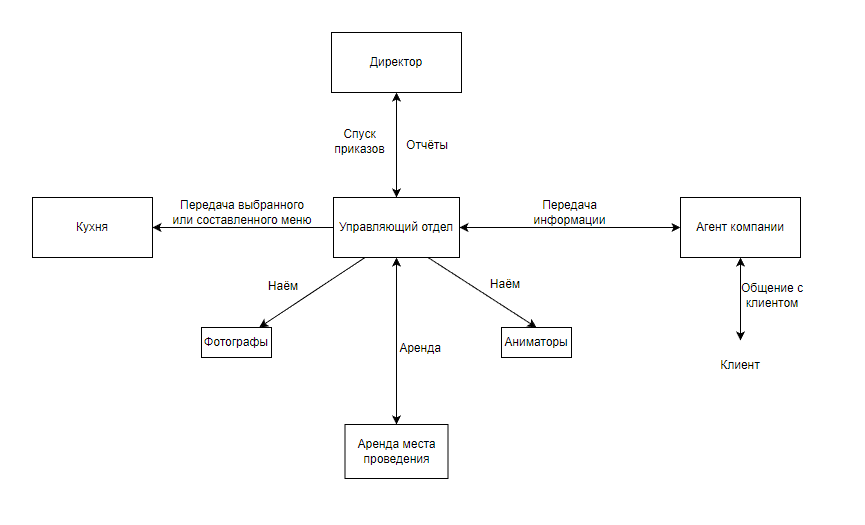 Директор
Спуск
приказов
Отчёты
Передача выбранного
или составленного меню
Передача
информации
Кухня
Управляющий отдел
Агент компании
Наём
Наём
Общение с
клиентом
Фотографы
Аренда
Аниматоры
Клиент
Аренда места
проведения